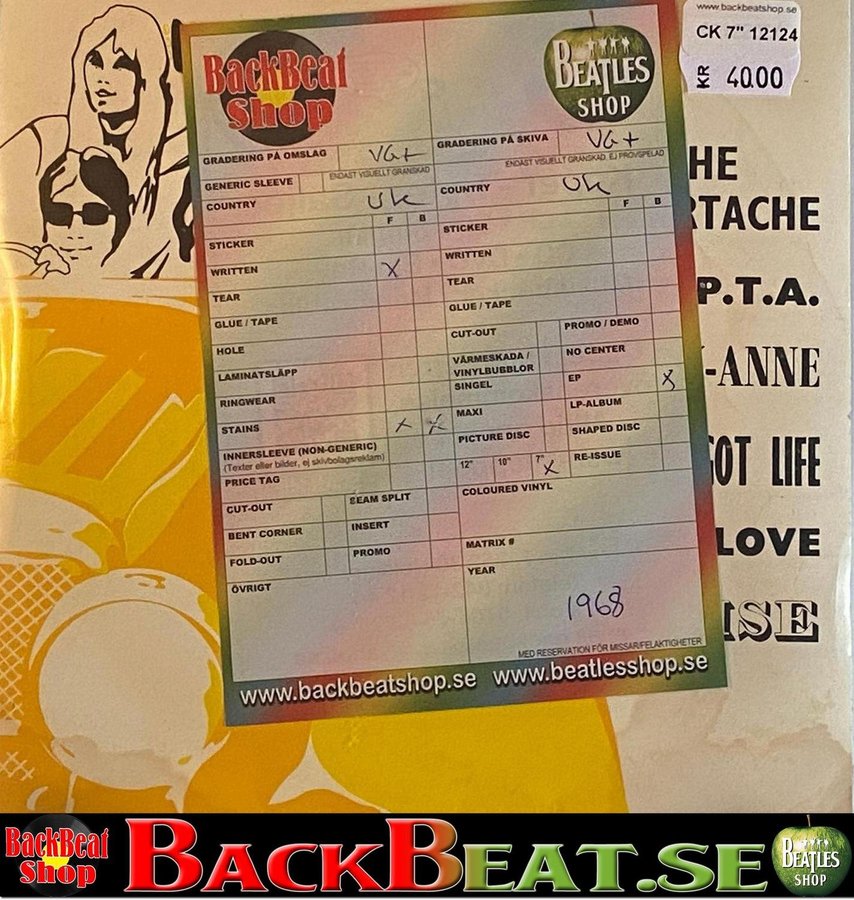 www.backbeatshop.se
CK 7" 12124
KR 40.00
BackBeat
Shop
BEATLES
SHOP
GRADERING PÅ OMSLAG VG+
ENDAST VISUELLT GRANSKAD
GENERIC SLEEVE
COUNTRY UK
F B
STICKER
WRITTEN X
TEAR
GLUE / TAPE
HOLE
LAMINATSLÄPP
RINGWEAR
STAINS X X
INNERSLEEVE (NON-GENERIC)
(Texter eller bilder, ej skivbolagsreklam)
PRICE TAG
CUT-OUT SEAM SPLIT
BENT CORNER INSERT
FOLD-OUT PROMO
ÖVRIGT
GRADERING PÅ SKIVA VG+
ENDAST VISUELLT GRANSKAD, EJ PROVSPELAD
COUNTRY UK
F B
STICKER
WRITTEN
TEAR
GLUE / TAPE
CUT-OUT PROMO / DEMO
VÄRMESKADA / NO CENTER
VINYLBUBBLOR
SINGEL EP X
MAXI LP-ALBUM
PICTURE DISC SHAPED DISC
12" 10" 7" X RE-ISSUE
COLOURED VINYL
MATRIX #
YEAR
1968
MED RESERVATION FÖR MISSAR/FELAKTIGHETER
www.backbeatshop.se www.beatlesshop.se
HE
RTACHE
P.T.A.
-ANNE
GOT LIFE
LOVE
ISE
BackBeat
Shop
BACKBEAT.SE
BEATLES
SHOP